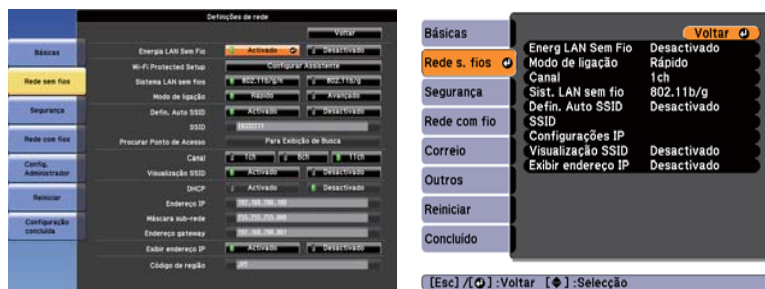 Definições de rede
Voltar
Básicas
Rede sem fios
Segurança
Rede com fios
Config.
Administrador
Reiniciar
Configuração
concluída
Energia LAN Sem Fio Activado Desactivado
Wi-Fi Protected Setup Configurar Assistente
Sistema LAN sem fios 802.11b/g/n 802.11b/g
Modo de ligação Rápido Avançado
Defin. Auto SSID Activado Desactivado
SSID
Procurar Ponto de Acesso Para Exibição de Busca
Canal 1ch 6ch 11ch
Visualização SSID Activado Desactivado
DHCP Activado Desactivado
Endereço IP
Máscara sub-rede
Endereço gateway
Exibir endereço IP Activado Desactivado
Código de região
Básicas
Rede s. fios
Segurança
Rede com fio
Correio
Outros
Reiniciar
Concluído
Voltar
Energ LAN Sem Fio Desactivado
Modo de ligação Rápido
Canal 1ch
Sist. LAN sem fio 802.11b/g
Defin. Auto SSID Desactivado
SSID
Configurações IP
Visualização SSID Desactivado
Exibir endereço IP Desactivado
[Esc] /[ ] :Voltar [ ] :Selecção